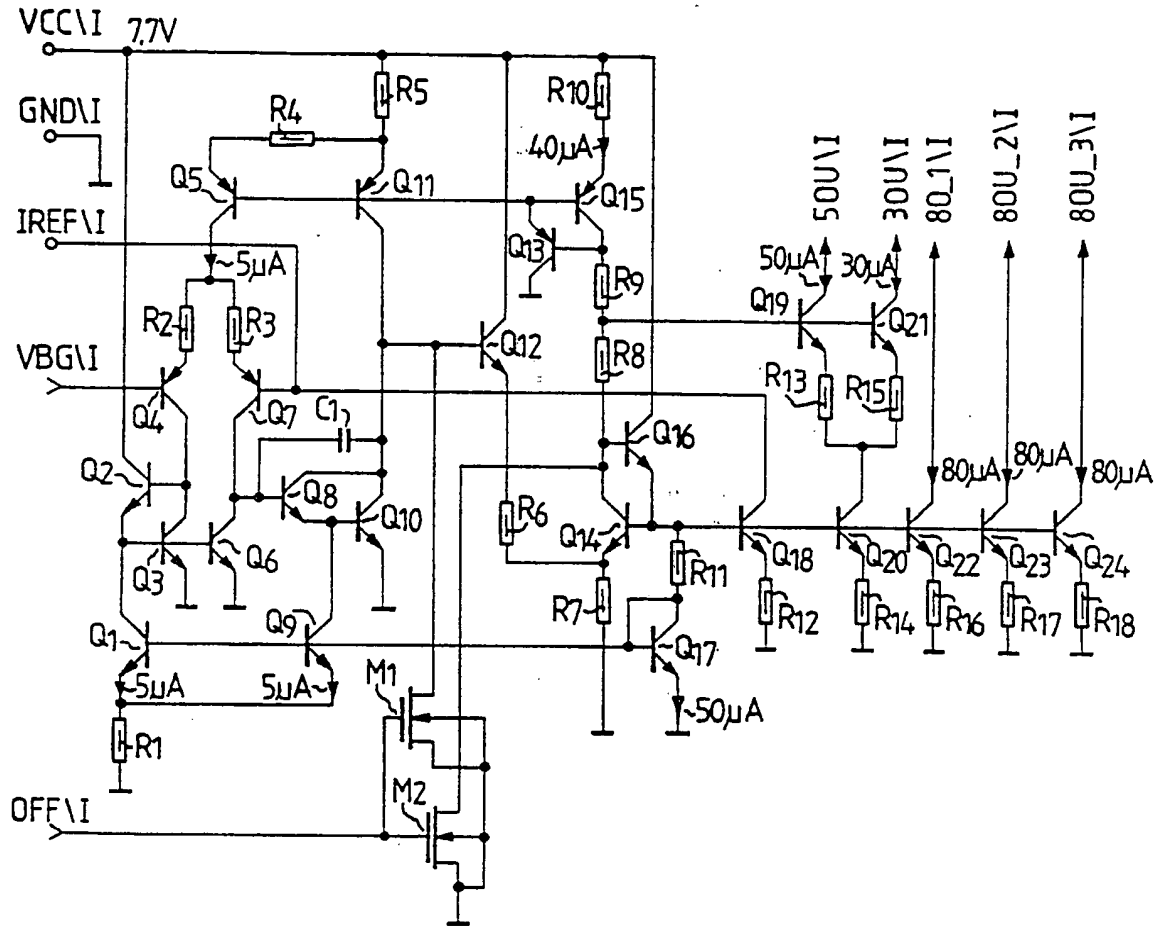 VCC\I
7.7V
GND\I
R4
R5
R10
40µA
Q5
Q11
Q15
IREF\I
5µA
Q13
50U\I
30U\I
80_1\I
80U_2\I
80U_3\I
50µA
30µA
R2
R3
R9
Q19
Q21
VBG\I
Q12
R8
R13
R15
Q4
Q7
C1
Q16
Q2
Q8
Q10
80µA
80µA
80µA
R6
Q14
Q3
Q6
R11
Q18
Q20
Q22
Q23
Q24
R7
R12
R14
R16
R17
R18
Q1
Q9
Q17
5µA
5µA
M1
50µA
R1
M2
OFF\I